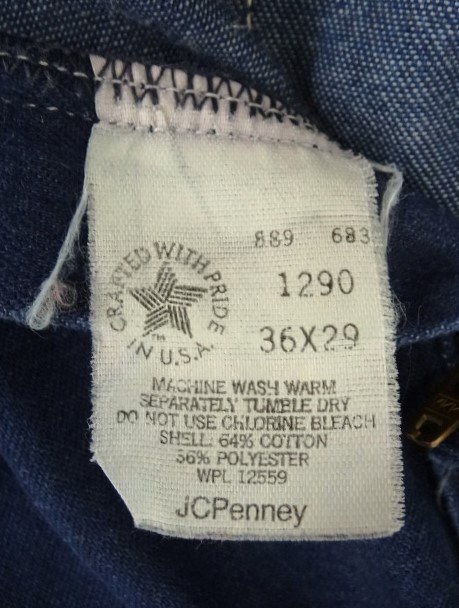 889 683
CRAFTED WITH PRIDE
IN U.S.A.
TM
1290
36X29
MACHINE WASH WARM
SEPARATELY TUMBLE DRY
DO NOT USE CHLORINE BLEACH
SHELL: 64% COTTON
36% POLYESTER
WPL 12559
JCPenney